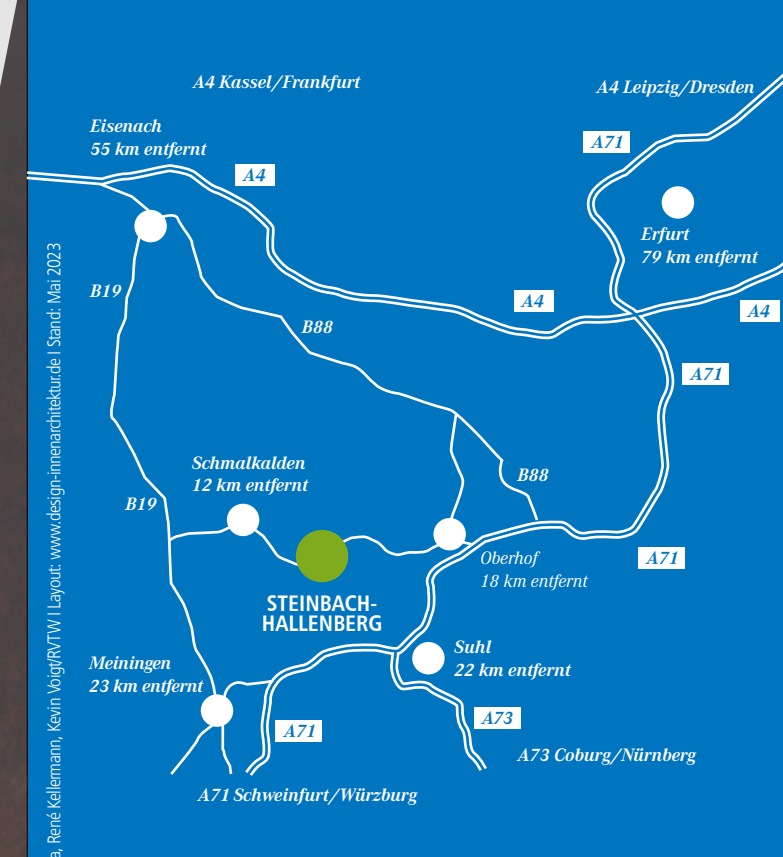 A4 Kassel/Frankfurt
A4 Leipzig/Dresden
Eisenach
55 km entfernt
A71
A4
Erfurt
79 km entfernt
B19
A4
A4
B88
A71
Schmalkalden
12 km entfernt
B88
B19
Oberhof
18 km entfernt
A71
STEINBACH-
HALLENBERG
Suhl
22 km entfernt
Meiningen
23 km entfernt
A71
A73
A73 Coburg/Nürnberg
A71 Schweinfurt/Würzburg
a, René Kellermann, Kevin Voigt/RVTW I Layout: www.design-innenarchitektur.de I Stand: Mai 2023